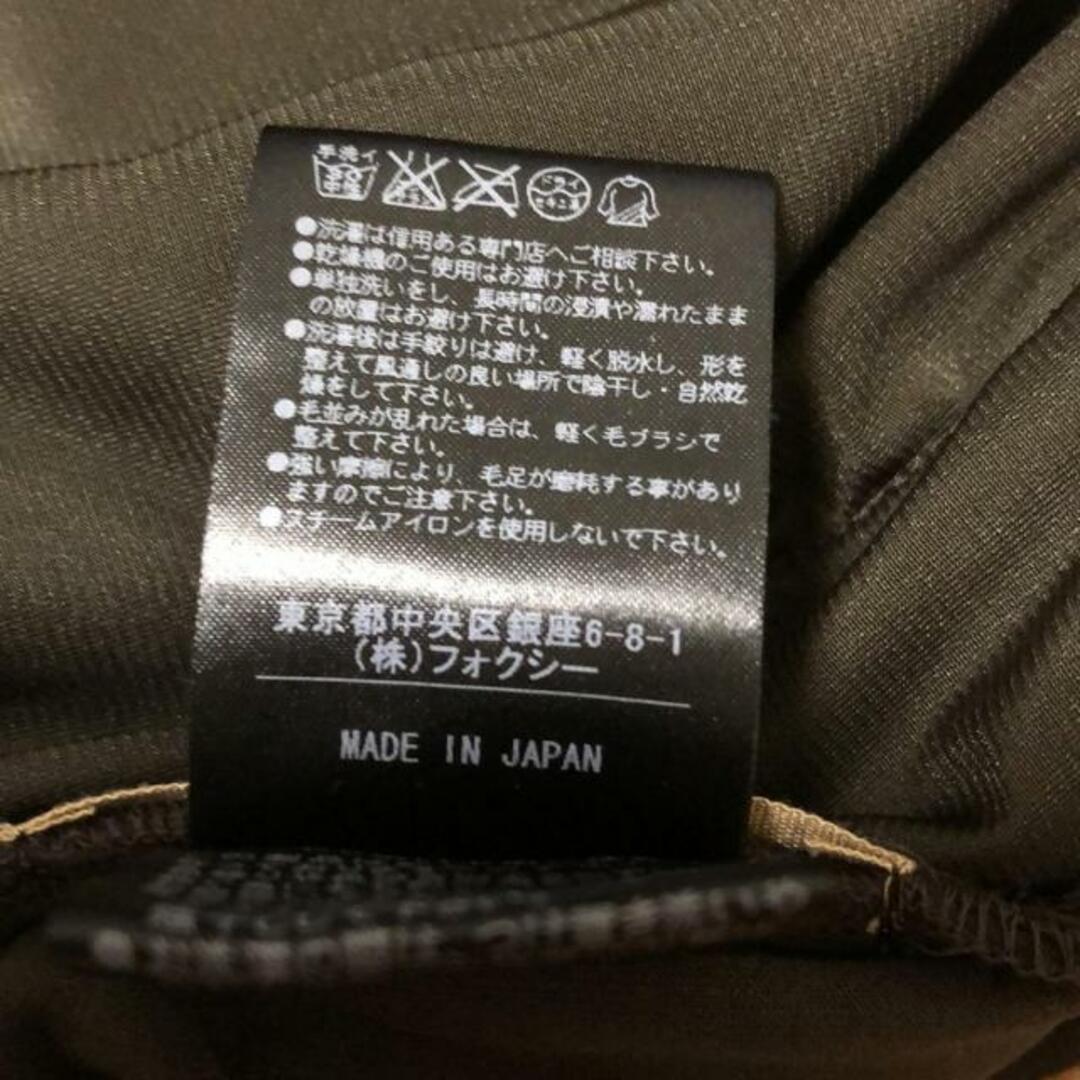 手洗イ
中性
ドライ
セキユ系
●洗濯は信用ある専門店へご相談下さい。
●乾燥機のご使用はお避け下さい。
●単独洗いをし、長時間の浸漬や濡れたまま
の放置はお避け下さい。
●洗濯後は手絞りは避け、軽く脱水し、形を
整えて風通しの良い場所で陰干し・自然乾
燥をして下さい。
●毛並みが乱れた場合は、軽く毛ブラシで
整えて下さい。
●強い摩擦により、毛足が磨耗する事があり
ますのでご注意下さい。
●スチームアイロンを使用しないで下さい。
東京都中央区銀座6-8-1
(株)フォクシー
MADE IN JAPAN